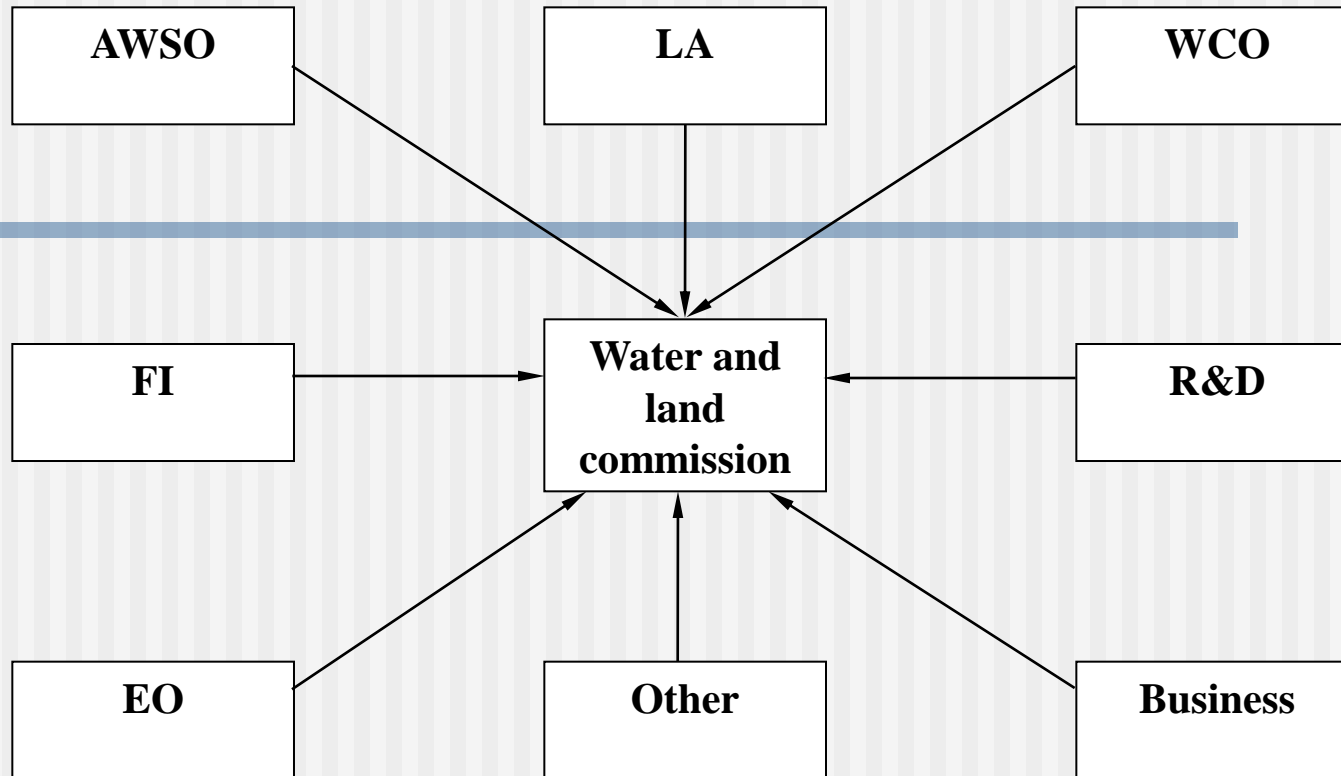 AWSO
LA
WCO
FI
Water and
land
commission
R&D
EO
Other
Business